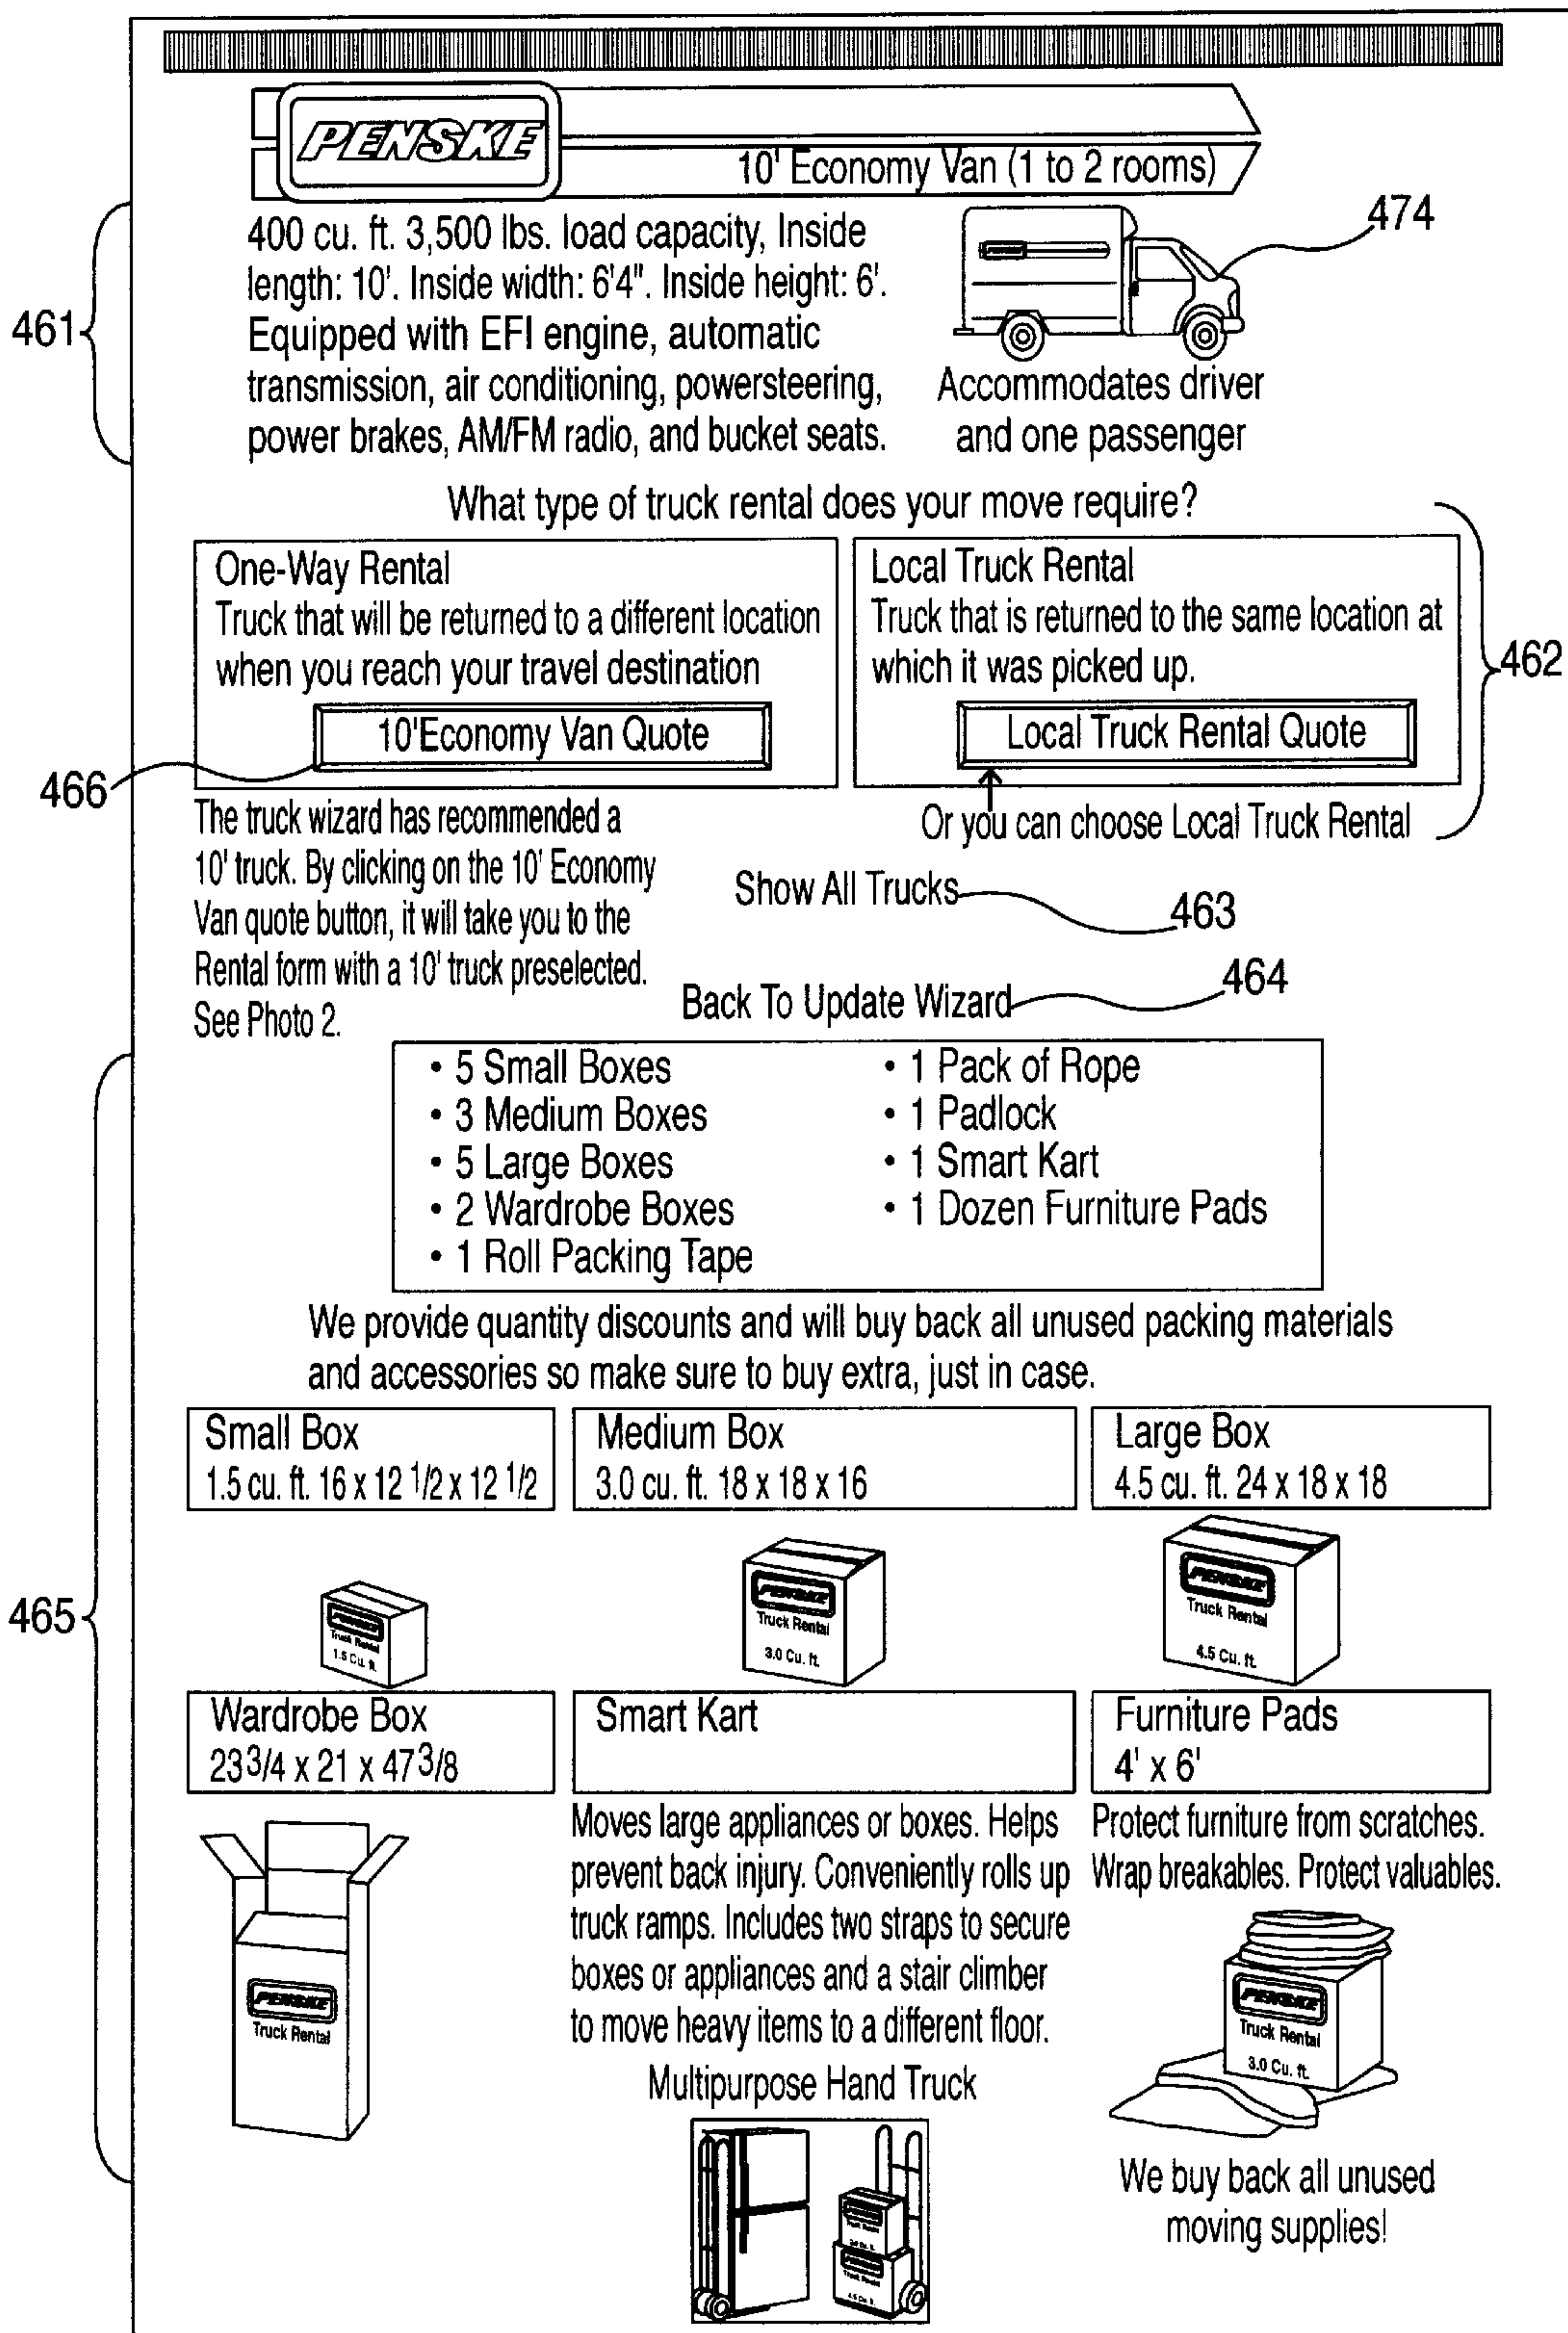 PENSKE
10' Economy Van (1 to 2 rooms)
474
400 cu. ft. 3,500 lbs. load capacity, Inside
length: 10'. Inside width: 6'4". Inside height: 6'.
Equipped with EFI engine, automatic
transmission, air conditioning, powersteering,
power brakes, AM/FM radio, and bucket seats.
461
Accommodates driver
and one passenger
What type of truck rental does your move require?
One-Way Rental
Truck that will be returned to a different location
when you reach your travel destination
10'Economy Van Quote
466
Local Truck Rental
Truck that is returned to the same location at
which it was picked up.
Local Truck Rental Quote
462
The truck wizard has recommended a
10' truck. By clicking on the 10' Economy
Van quote button, it will take you to the
Rental form with a 10' truck preselected.
See Photo 2.
Or you can choose Local Truck Rental
Show All Trucks
463
Back To Update Wizard
464
• 5 Small Boxes
• 3 Medium Boxes
• 5 Large Boxes
• 2 Wardrobe Boxes
• 1 Roll Packing Tape
• 1 Pack of Rope
• 1 Padlock
• 1 Smart Kart
• 1 Dozen Furniture Pads
We provide quantity discounts and will buy back all unused packing materials
and accessories so make sure to buy extra, just in case.
465
Small Box
1.5 cu. ft. 16 x 12 1/2 x 12 1/2
Medium Box
3.0 cu. ft. 18 x 18 x 16
Large Box
4.5 cu. ft. 24 x 18 x 18
PENSKE
Truck Rental
1.5 Cu. ft.
PENSKE
Truck Rental
3.0 Cu. ft.
PENSKE
Truck Rental
4.5 Cu. ft.
Wardrobe Box
23 3/4 x 21 x 47 3/8
Smart Kart
Furniture Pads
4' x 6'
PENSKE
Truck Rental
Moves large appliances or boxes. Helps
prevent back injury. Conveniently rolls up
truck ramps. Includes two straps to secure
boxes or appliances and a stair climber
to move heavy items to a different floor.
Multipurpose Hand Truck
Protect furniture from scratches.
Wrap breakables. Protect valuables.
PENSKE
Truck Rental
3.0 Cu. ft.
We buy back all unused
moving supplies!